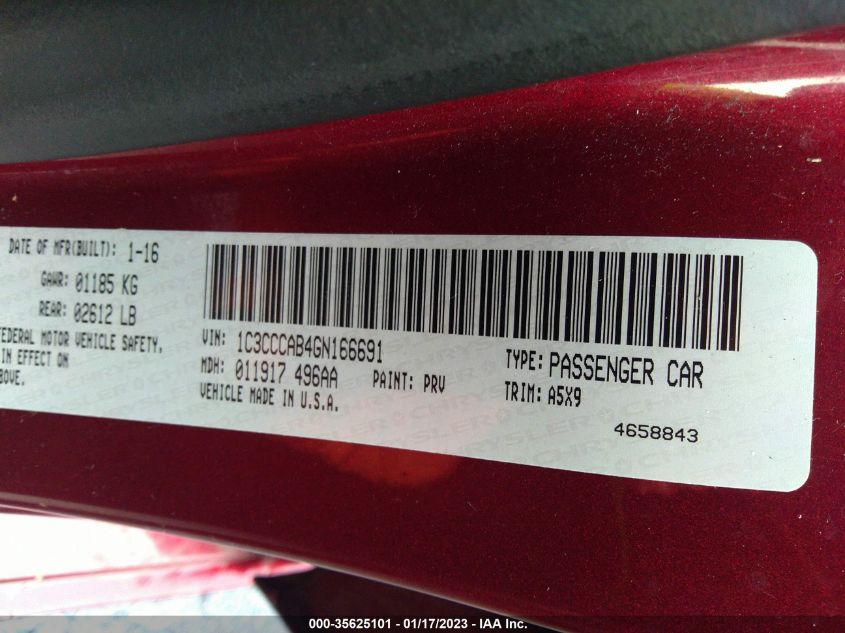 DATE OF MFR(BUILT): 1-16
GAWR: 01185 KG
REAR: 02612 LB
FEDERAL MOTOR VEHICLE SAFETY,
IN EFFECT ON
BOVE.
VIN: 1C3CCCAB4GN166691
MDH: 011917 496AA PAINT: PRV
VEHICLE MADE IN U.S.A.
TYPE: PASSENGER CAR
TRIM: A5X9
4658843
000-35625101 - 01/17/2023 - IAA Inc.